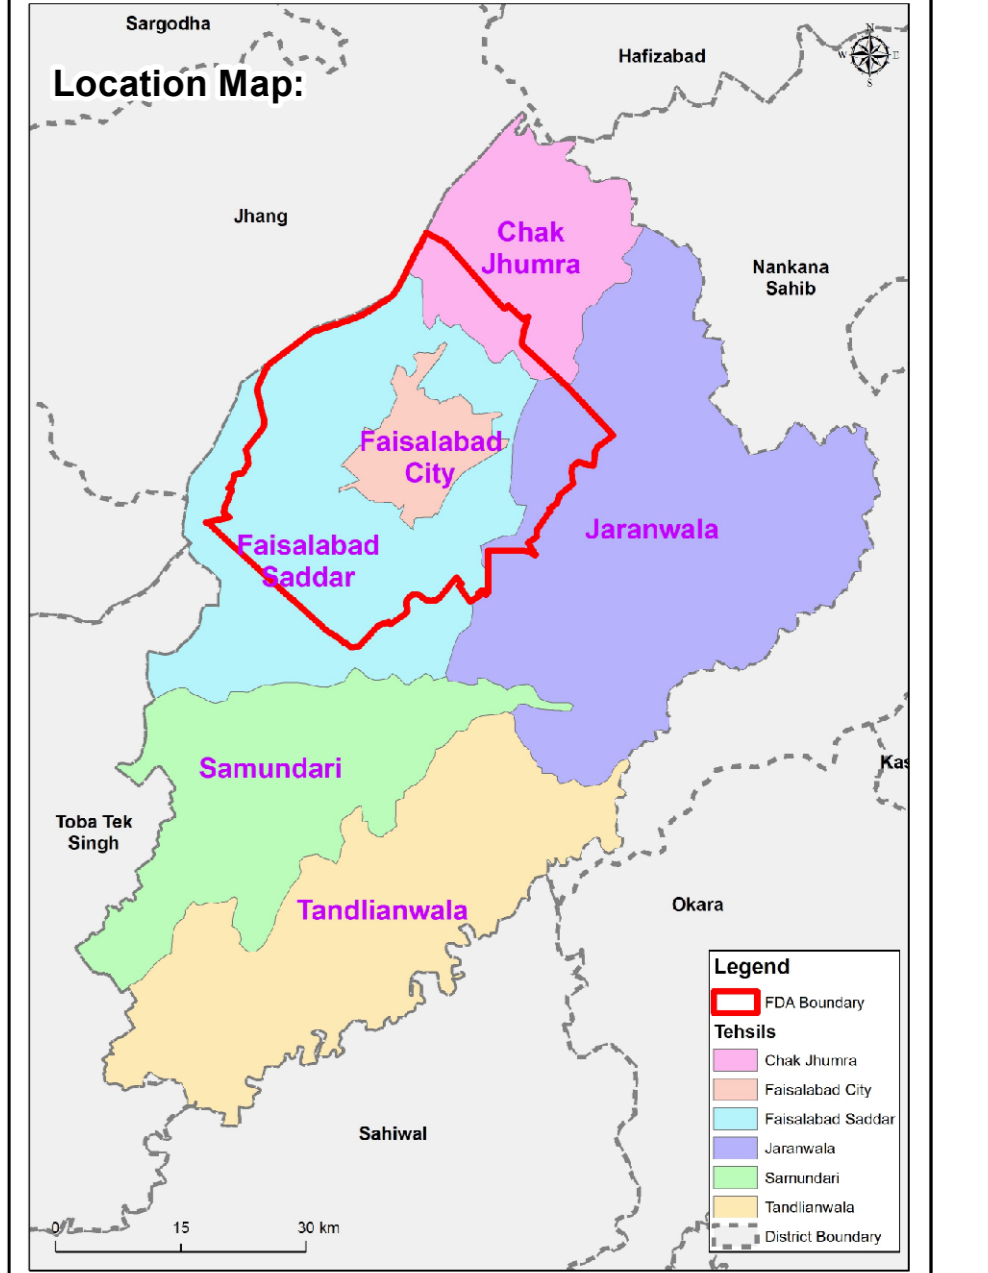 Sargodha
Hafizabad
N
W
E
S
Location Map:
Jhang
Chak
Jhumra
Nankana
Sahib
Faisalabad
City
Jaranwala
Faisalabad
Saddar
Samundari
Kas
Toba Tek
Singh
Tandlianwala
Okara
Legend
FDA Boundary
Tehsils
Chak Jhumra
Faisalabad City
Faisalabad Saddar
Jaranwala
Samundari
Tandlianwala
District Boundary
Sahiwal
0 15 30 km